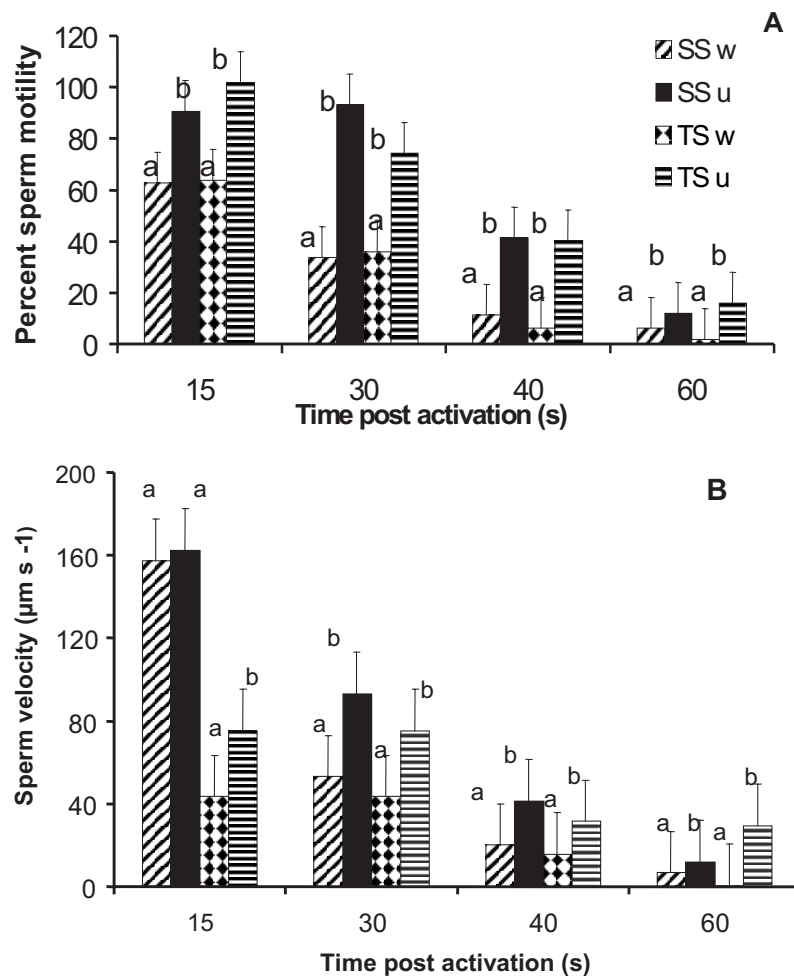 A
120
100
80
60
40
20
0
Percent sperm motility
b b
a a
b b
a a
b b
a a
b b
a a
SS w
SS u
TS w
TS u
15 30 40 60
Time post activation (s)
B
200
160
120
80
40
0
Sperm velocity (µm s -1)
a a
a b
b b
a a
b b
a a
a b a b
15 30 40 60
Time post activation (s)